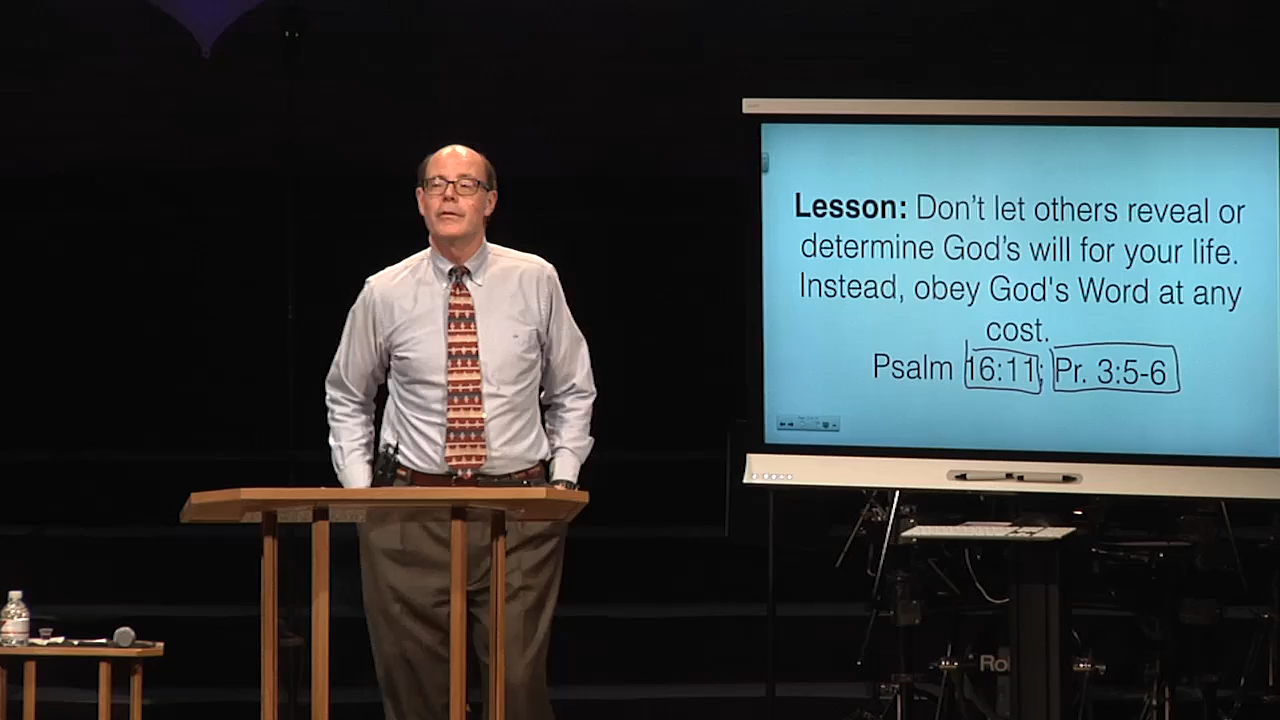 Lesson: Don't let others reveal or
determine God's will for your life.
Instead, obey God's Word at any
cost.
Psalm 16:11; Pr. 3:5-6
Ro